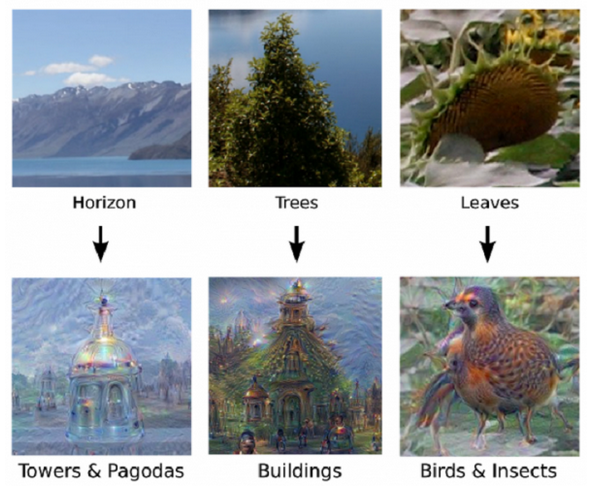 Horizon
Trees
Leaves
Towers & Pagodas
Buildings
Birds & Insects